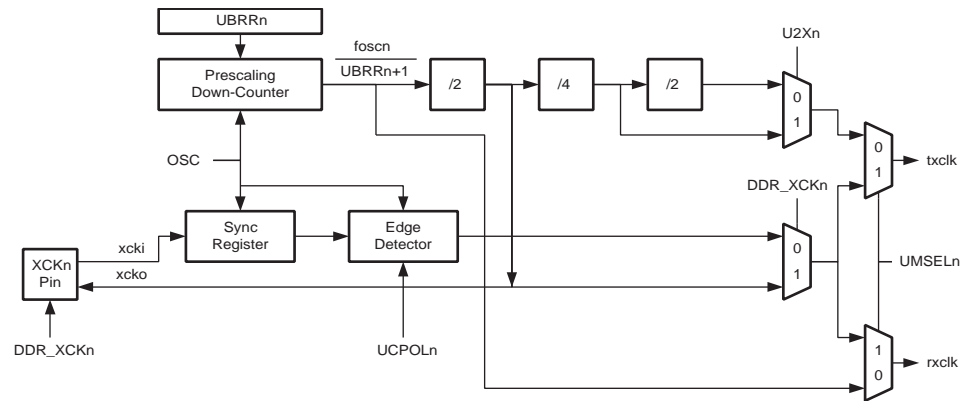 UBRRn
Prescaling
Down-Counter
foscn
UBRRn+1
/2
/4
/2
U2Xn
0
1
OSC
0
1
txclk
DDR_XCKn
Sync
Register
Edge
Detector
xcki
xcko
XCKn
Pin
0
1
UMSELn
DDR_XCKn
UCPOLn
1
0
rxclk